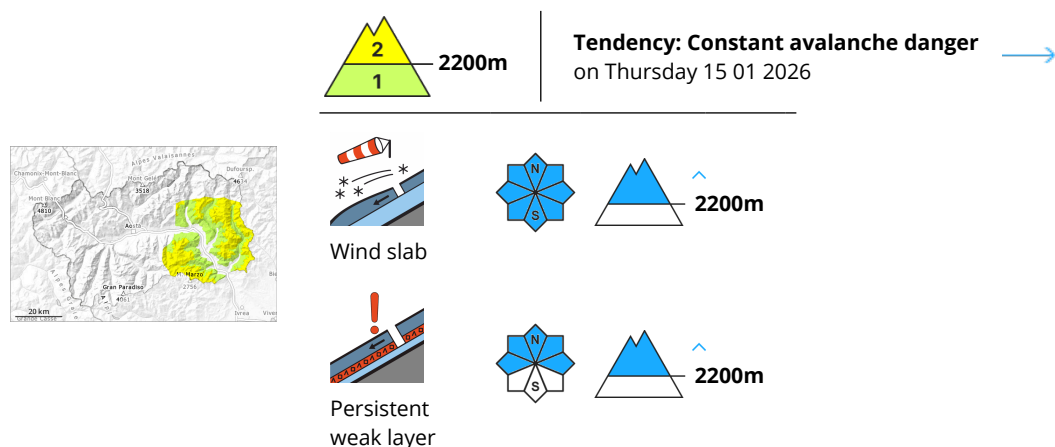 2
1
2200m
Tendency: Constant avalanche danger
on Thursday 15 01 2026
Alpes Valaisannes
Chamonix-Mont-Blanc
Mont Gelé
3518
Dufoursp.
Mont Blanc
4810
Aosta
Marzo
2756
Gran Paradiso
4061
20 km
Ivrea
N
S
2200m
Wind slab
N
S
2200m
Persistent
weak layer